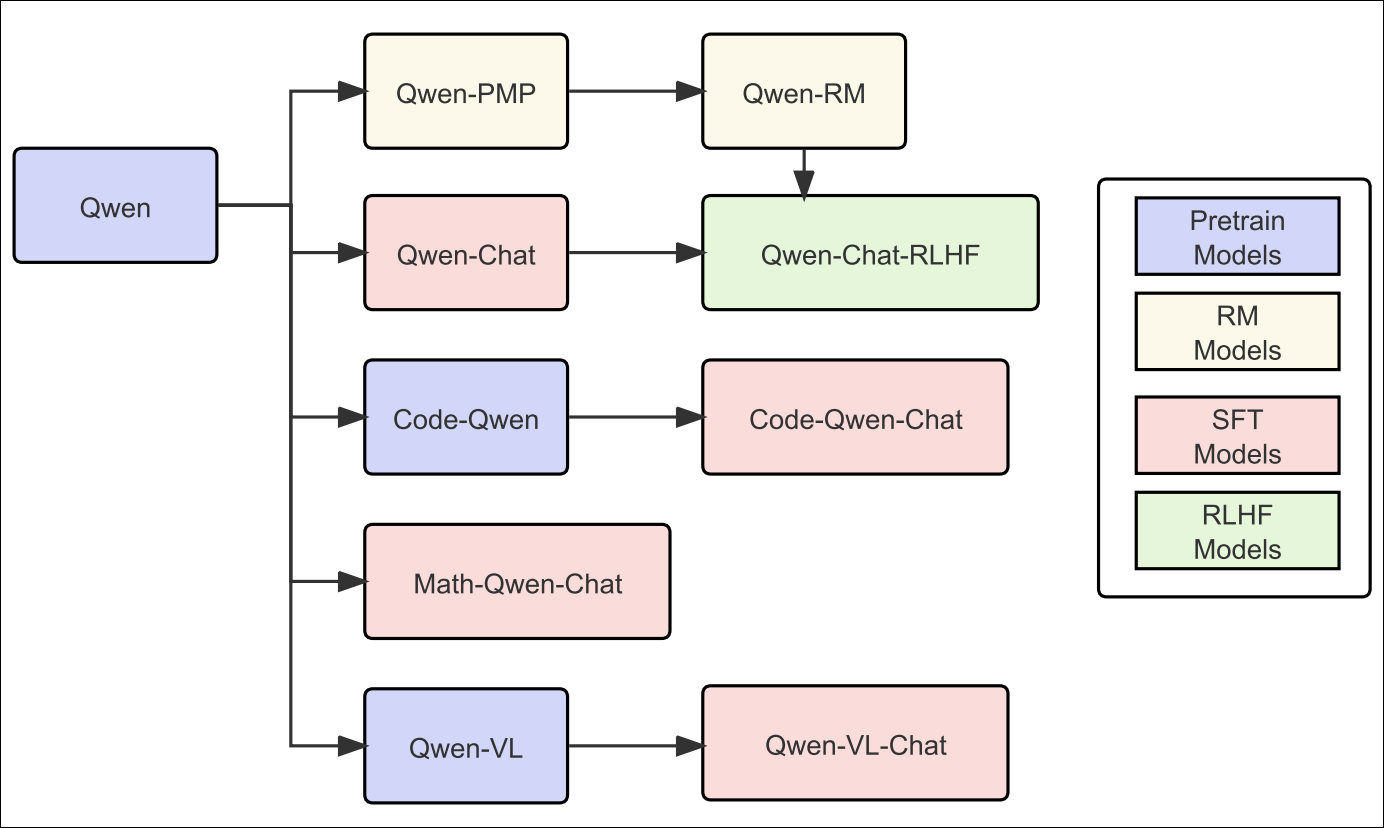 Qwen
Qwen-PMP
Qwen-RM
Qwen-Chat
Qwen-Chat-RLHF
Code-Qwen
Code-Qwen-Chat
Math-Qwen-Chat
Qwen-VL
Qwen-VL-Chat
Pretrain
Models
RM
Models
SFT
Models
RLHF
Models